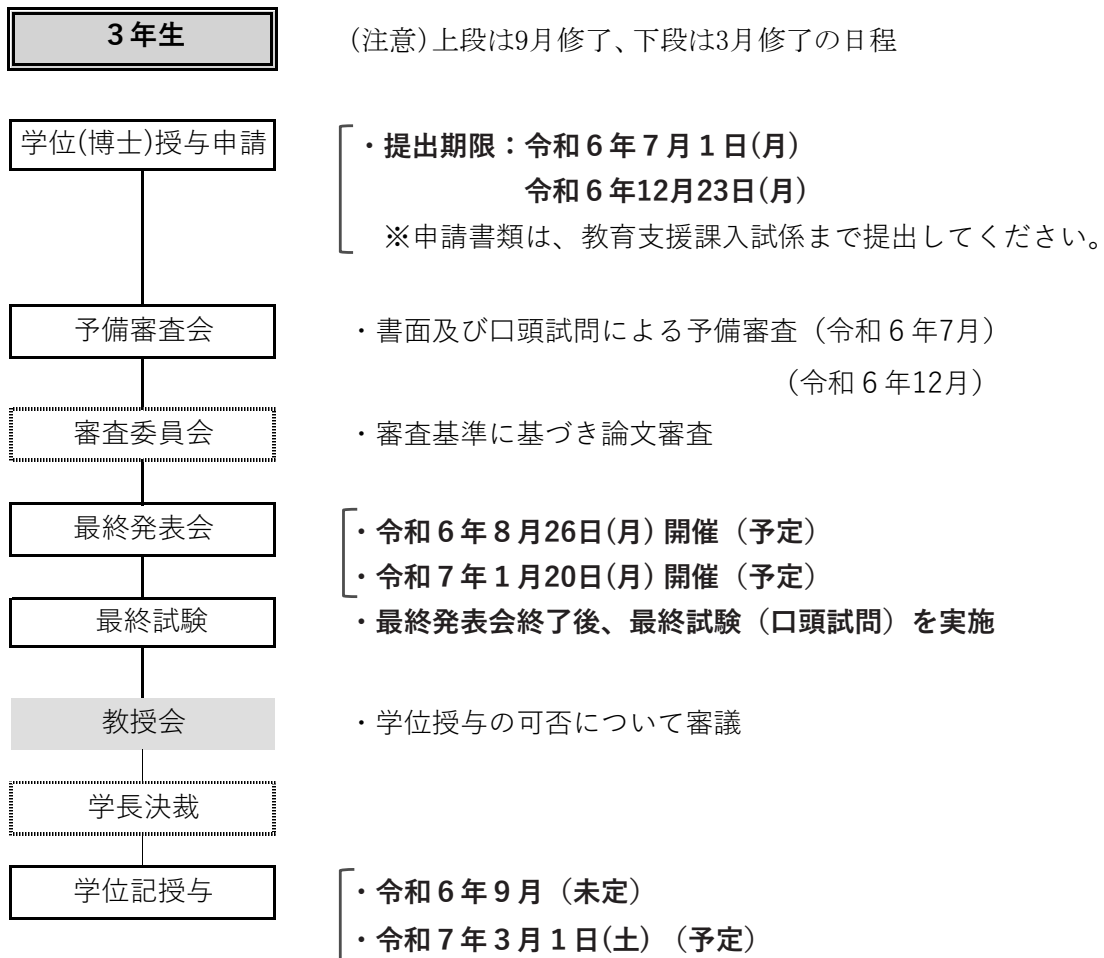 ３年生
(注意)上段は9月修了、下段は3月修了の日程
学位(博士)授与申請
・提出期限：令和６年７月１日(月)
令和６年12月23日(月)
※申請書類は、教育支援課入試係まで提出してください。
予備審査会
・書面及び口頭試問による予備審査（令和６年7月）
（令和６年12月）
審査委員会
・審査基準に基づき論文審査
最終発表会
・令和６年８月26日(月) 開催（予定）
・令和７年１月20日(月) 開催（予定）
最終試験
・最終発表会終了後、最終試験（口頭試問）を実施
教授会
・学位授与の可否について審議
学長決裁
学位記授与
・令和６年９月（未定）
・令和７年３月１日(土) （予定）